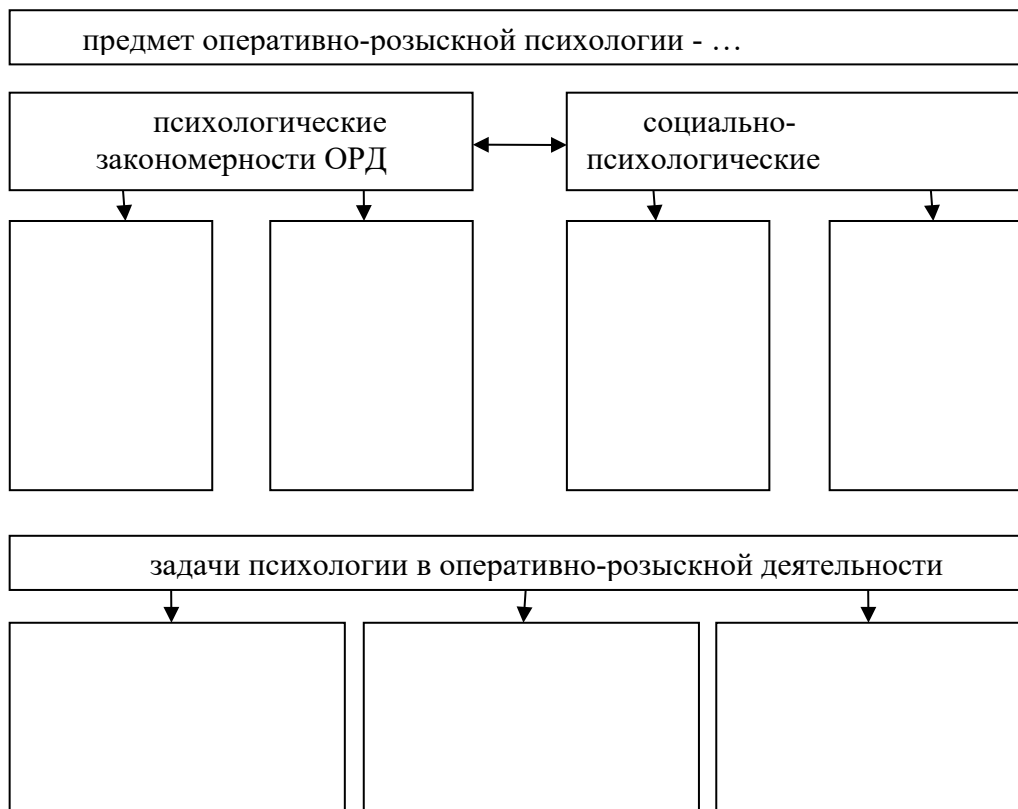 предмет оперативно-розыскной психологии - …
психологические
закономерности ОРД
социально-
психологические
задачи психологии в оперативно-розыскной деятельности